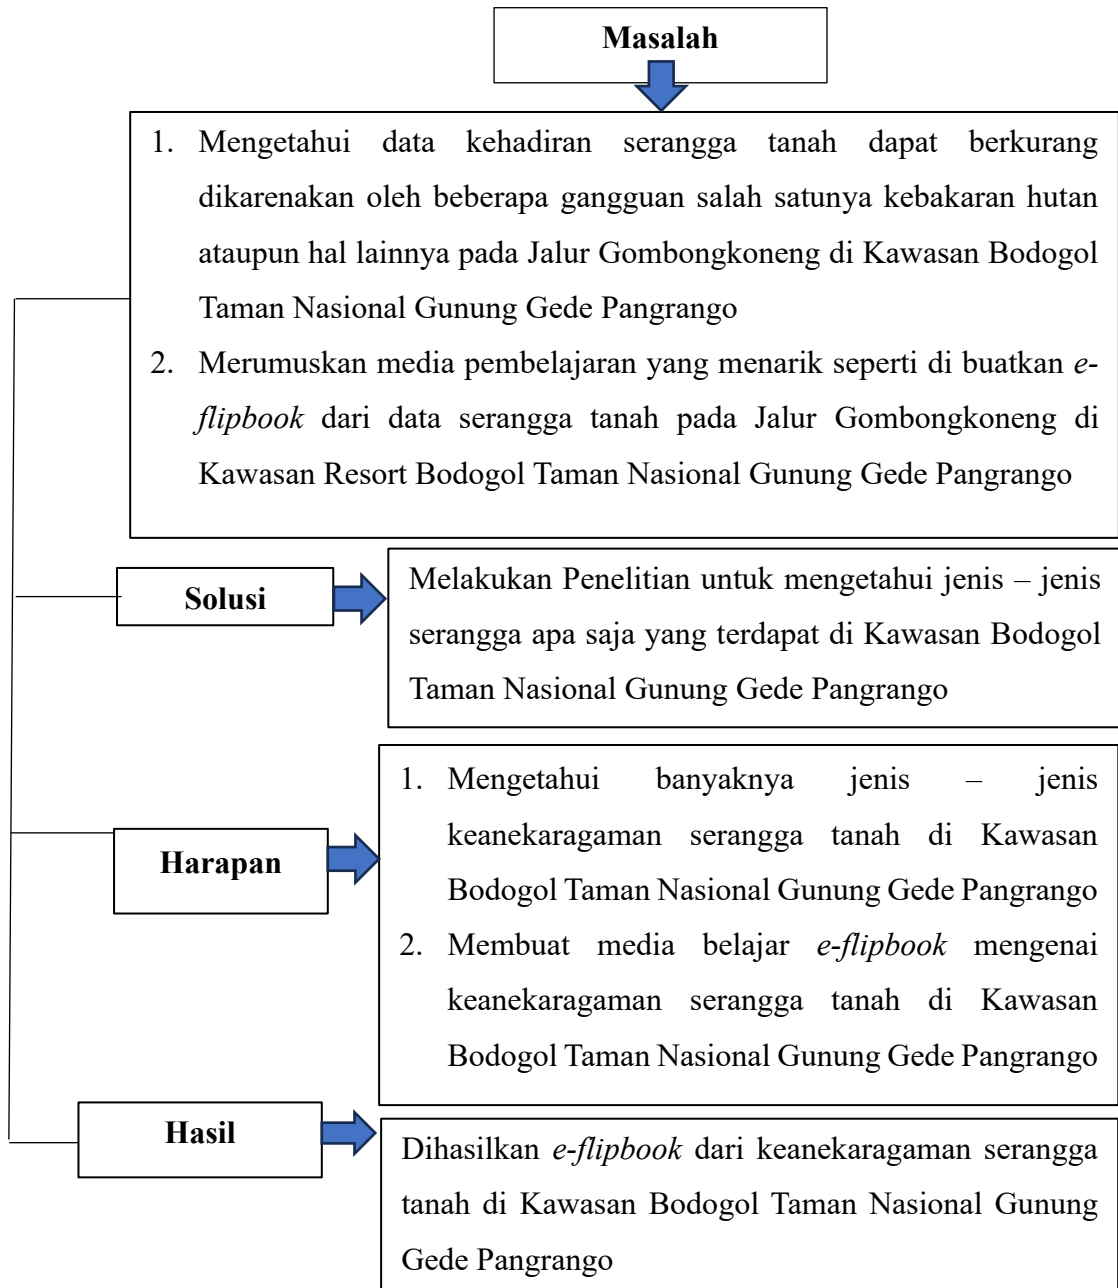 Masalah
1. Mengetahui data kehadiran serangga tanah dapat berkurang
dikarenakan oleh beberapa gangguan salah satunya kebakaran hutan
ataupun hal lainnya pada Jalur Gombongkoneng di Kawasan Bodogol
Taman Nasional Gunung Gede Pangrango
2. Merumuskan media pembelajaran yang menarik seperti di buatkan e-
flipbook dari data serangga tanah pada Jalur Gombongkoneng di
Kawasan Resort Bodogol Taman Nasional Gunung Gede Pangrango
Solusi
Melakukan Penelitian untuk mengetahui jenis – jenis
serangga apa saja yang terdapat di Kawasan Bodogol
Taman Nasional Gunung Gede Pangrango
Harapan
1. Mengetahui banyaknya jenis – jenis
keanekaragaman serangga tanah di Kawasan
Bodogol Taman Nasional Gunung Gede Pangrango
2. Membuat media belajar e-flipbook mengenai
keanekaragaman serangga tanah di Kawasan
Bodogol Taman Nasional Gunung Gede Pangrango
Hasil
Dihasilkan e-flipbook dari keanekaragaman serangga
tanah di Kawasan Bodogol Taman Nasional Gunung
Gede Pangrango